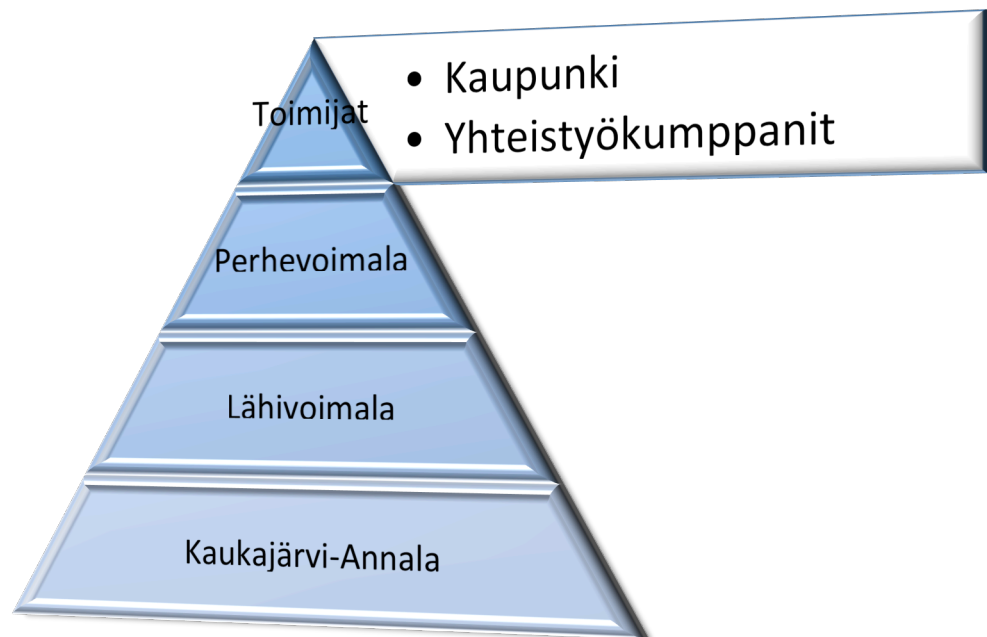 Toimijat
• Kaupunki
• Yhteistyökumppanit
Perhevoimala
Lähivoimala
Kaukajärvi-Annala